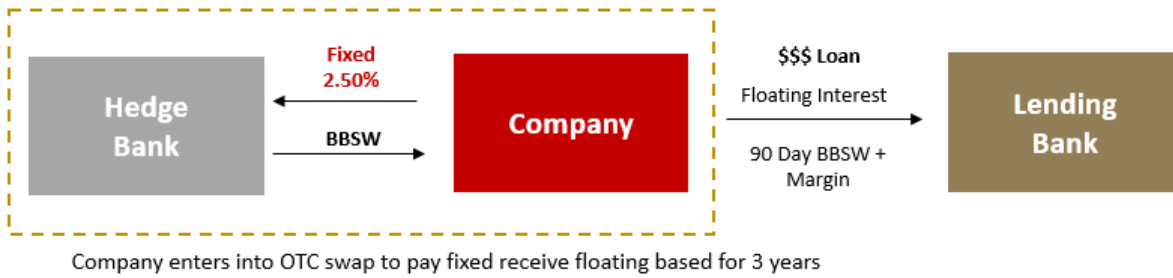 Hedge
Bank
Fixed
2.50%
BBSW
Company
$$$ Loan
Floating Interest
90 Day BBSW +
Margin
Lending
Bank
Company enters into OTC swap to pay fixed receive floating based for 3 years